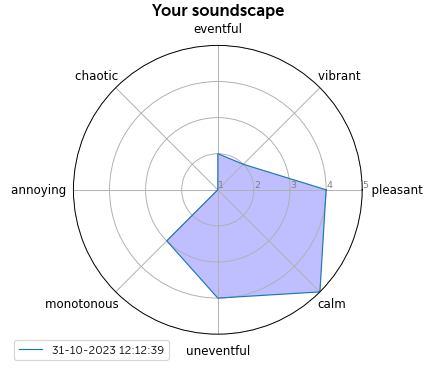 Your soundscape
eventful
chaotic
vibrant
annoying
1
2
3
4
5
pleasant
monotonous
calm
uneventful
31-10-2023 12:12:39